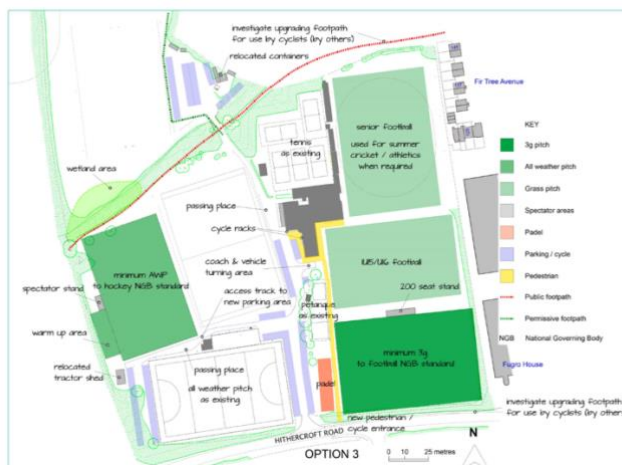 investigate upgrading footpath
for use by cyclists (by others)
relocated containers
Fir Tree Avenue
wetland area
tennis
as existing
senior football
used for summer
cricket / athletics
when required
passing place
cycle racks
coach & vehicle
turning area
access track to
new parking area
minimum AWP
to hockey NGB standard
spectator stand
warm up area
relocated
tractor shed
passing place
all weather pitch
as existing
petanque
as existing
U15/U16 football
200 seat stand
minimum 3g
to football NGB standard
padel
new pedestrian /
cycle entrance
HITHERCROFT ROAD
OPTION 3
0 25 metres
N
investigate upgrading footpath
for use by cyclists (by others)
Fugro House
KEY
3g pitch
All weather pitch
Grass pitch
Spectator areas
Padel
Parking / cycle
Pedestrian
Public footpath
Permissive footpath
NGB National Governing Body